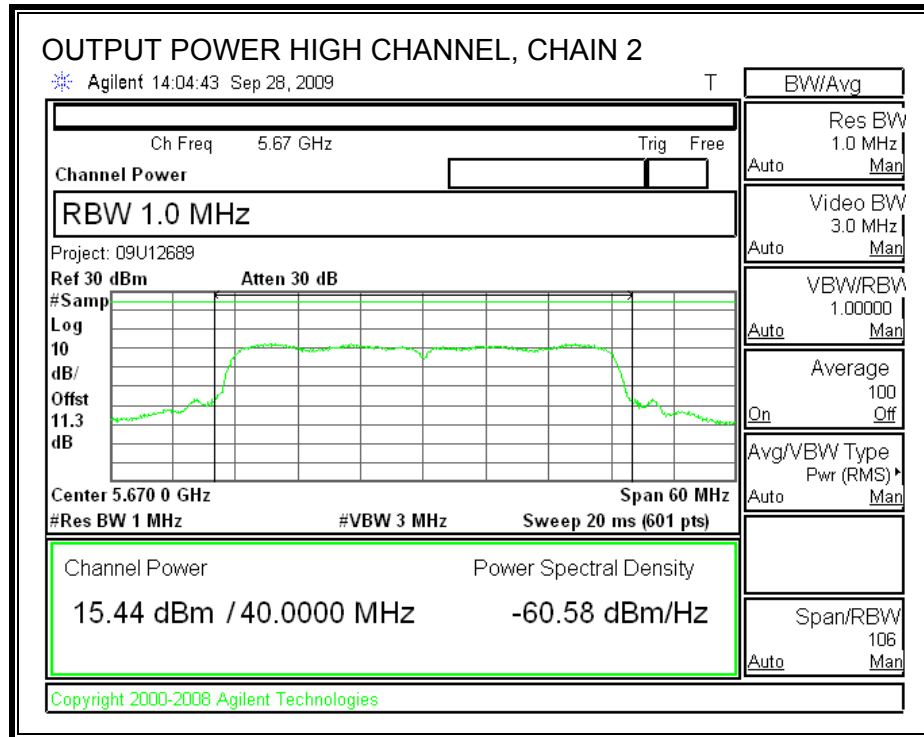 OUTPUT POWER HIGH CHANNEL, CHAIN 2
Agilent 14:04:43 Sep 28, 2009 T
Ch Freq 5.67 GHz Trig Free
Channel Power
RBW 1.0 MHz
Project: 09U12689
Ref 30 dBm Atten 30 dB
#Samp
Log
10
dB/
Offst
11.3
dB
Center 5.670 0 GHz Span 60 MHz
#Res BW 1 MHz #VBW 3 MHz Sweep 20 ms (601 pts)
Channel Power Power Spectral Density
15.44 dBm / 40.0000 MHz -60.58 dBm/Hz
Copyright 2000-2008 Agilent Technologies
BW/Avg
Res BW
1.0 MHz
Auto Man
Video BW
3.0 MHz
Auto Man
VBW/RBW
1.00000
Auto Man
Average
100
On Off
Avg/VBW Type
Pwr (RMS)
Auto Man
Span/RBW
106
Auto Man